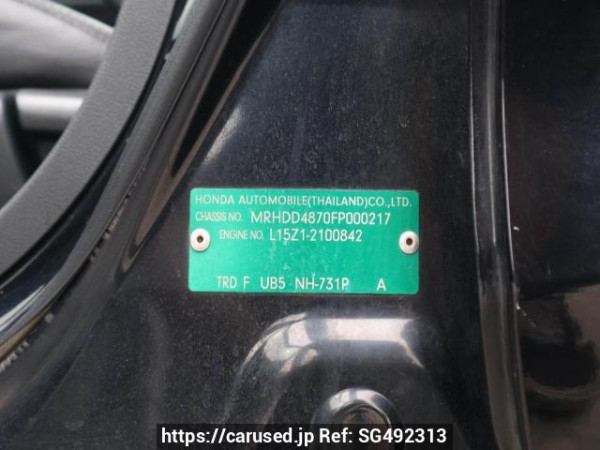 HONDA AUTOMOBILE(THAILAND)CO.,LTD.
CHASSIS NO. MRHDD4870FP000217
ENGINE NO. L15Z1-2100842
TRD F UB5 NH-731P A
https://carused.jp Ref: SG492313